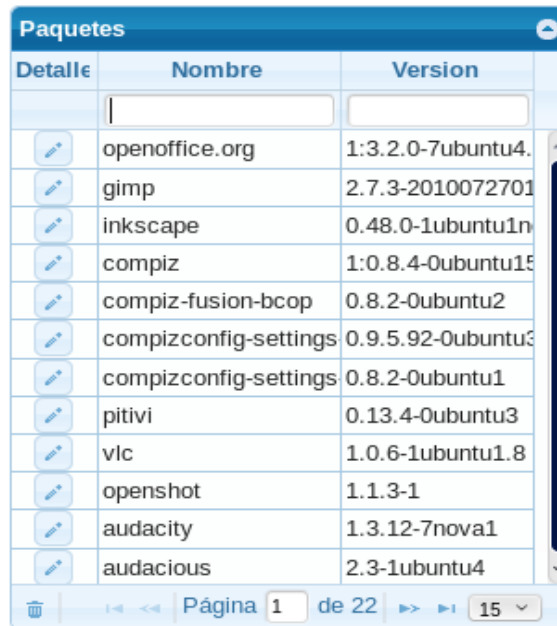 Paquetes
Detalle Nombre Version
openoffice.org 1:3.2.0-7ubuntu4.
gimp 2.7.3-2010072701
inkscape 0.48.0-1ubuntu1n
compiz 1:0.8.4-0ubuntu15
compiz-fusion-bcop 0.8.2-0ubuntu2
compizconfig-settings- 0.9.5.92-0ubuntu3
compizconfig-settings- 0.8.2-0ubuntu1
pitivi 0.13.4-0ubuntu3
vlc 1.0.6-1ubuntu1.8
openshot 1.1.3-1
audacity 1.3.12-7nova1
audacious 2.3-1ubuntu4
Página 1 de 22 15